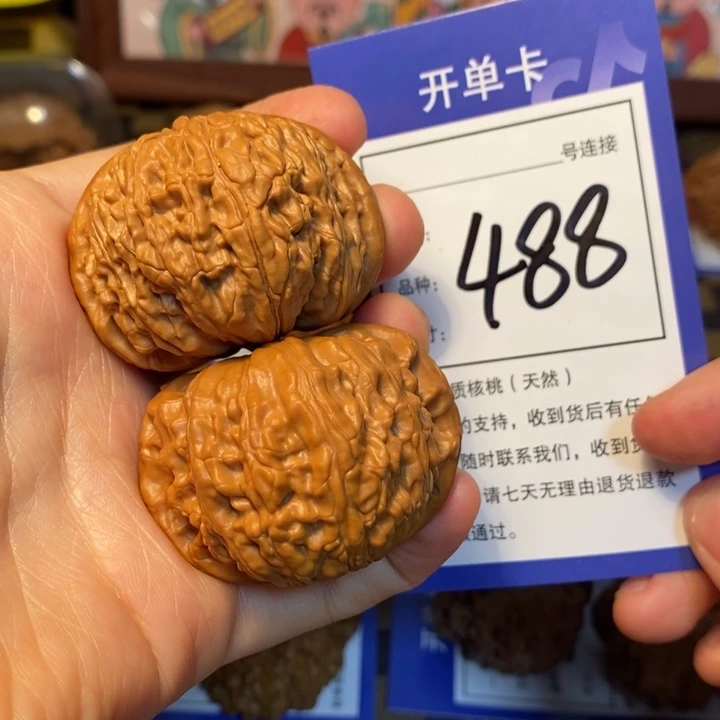 开单卡
号连接
品种：
488
寸：
质核桃（天然）
的支持，收到货后有任
随时联系我们，收到
请七天无理由退货退款
通过。